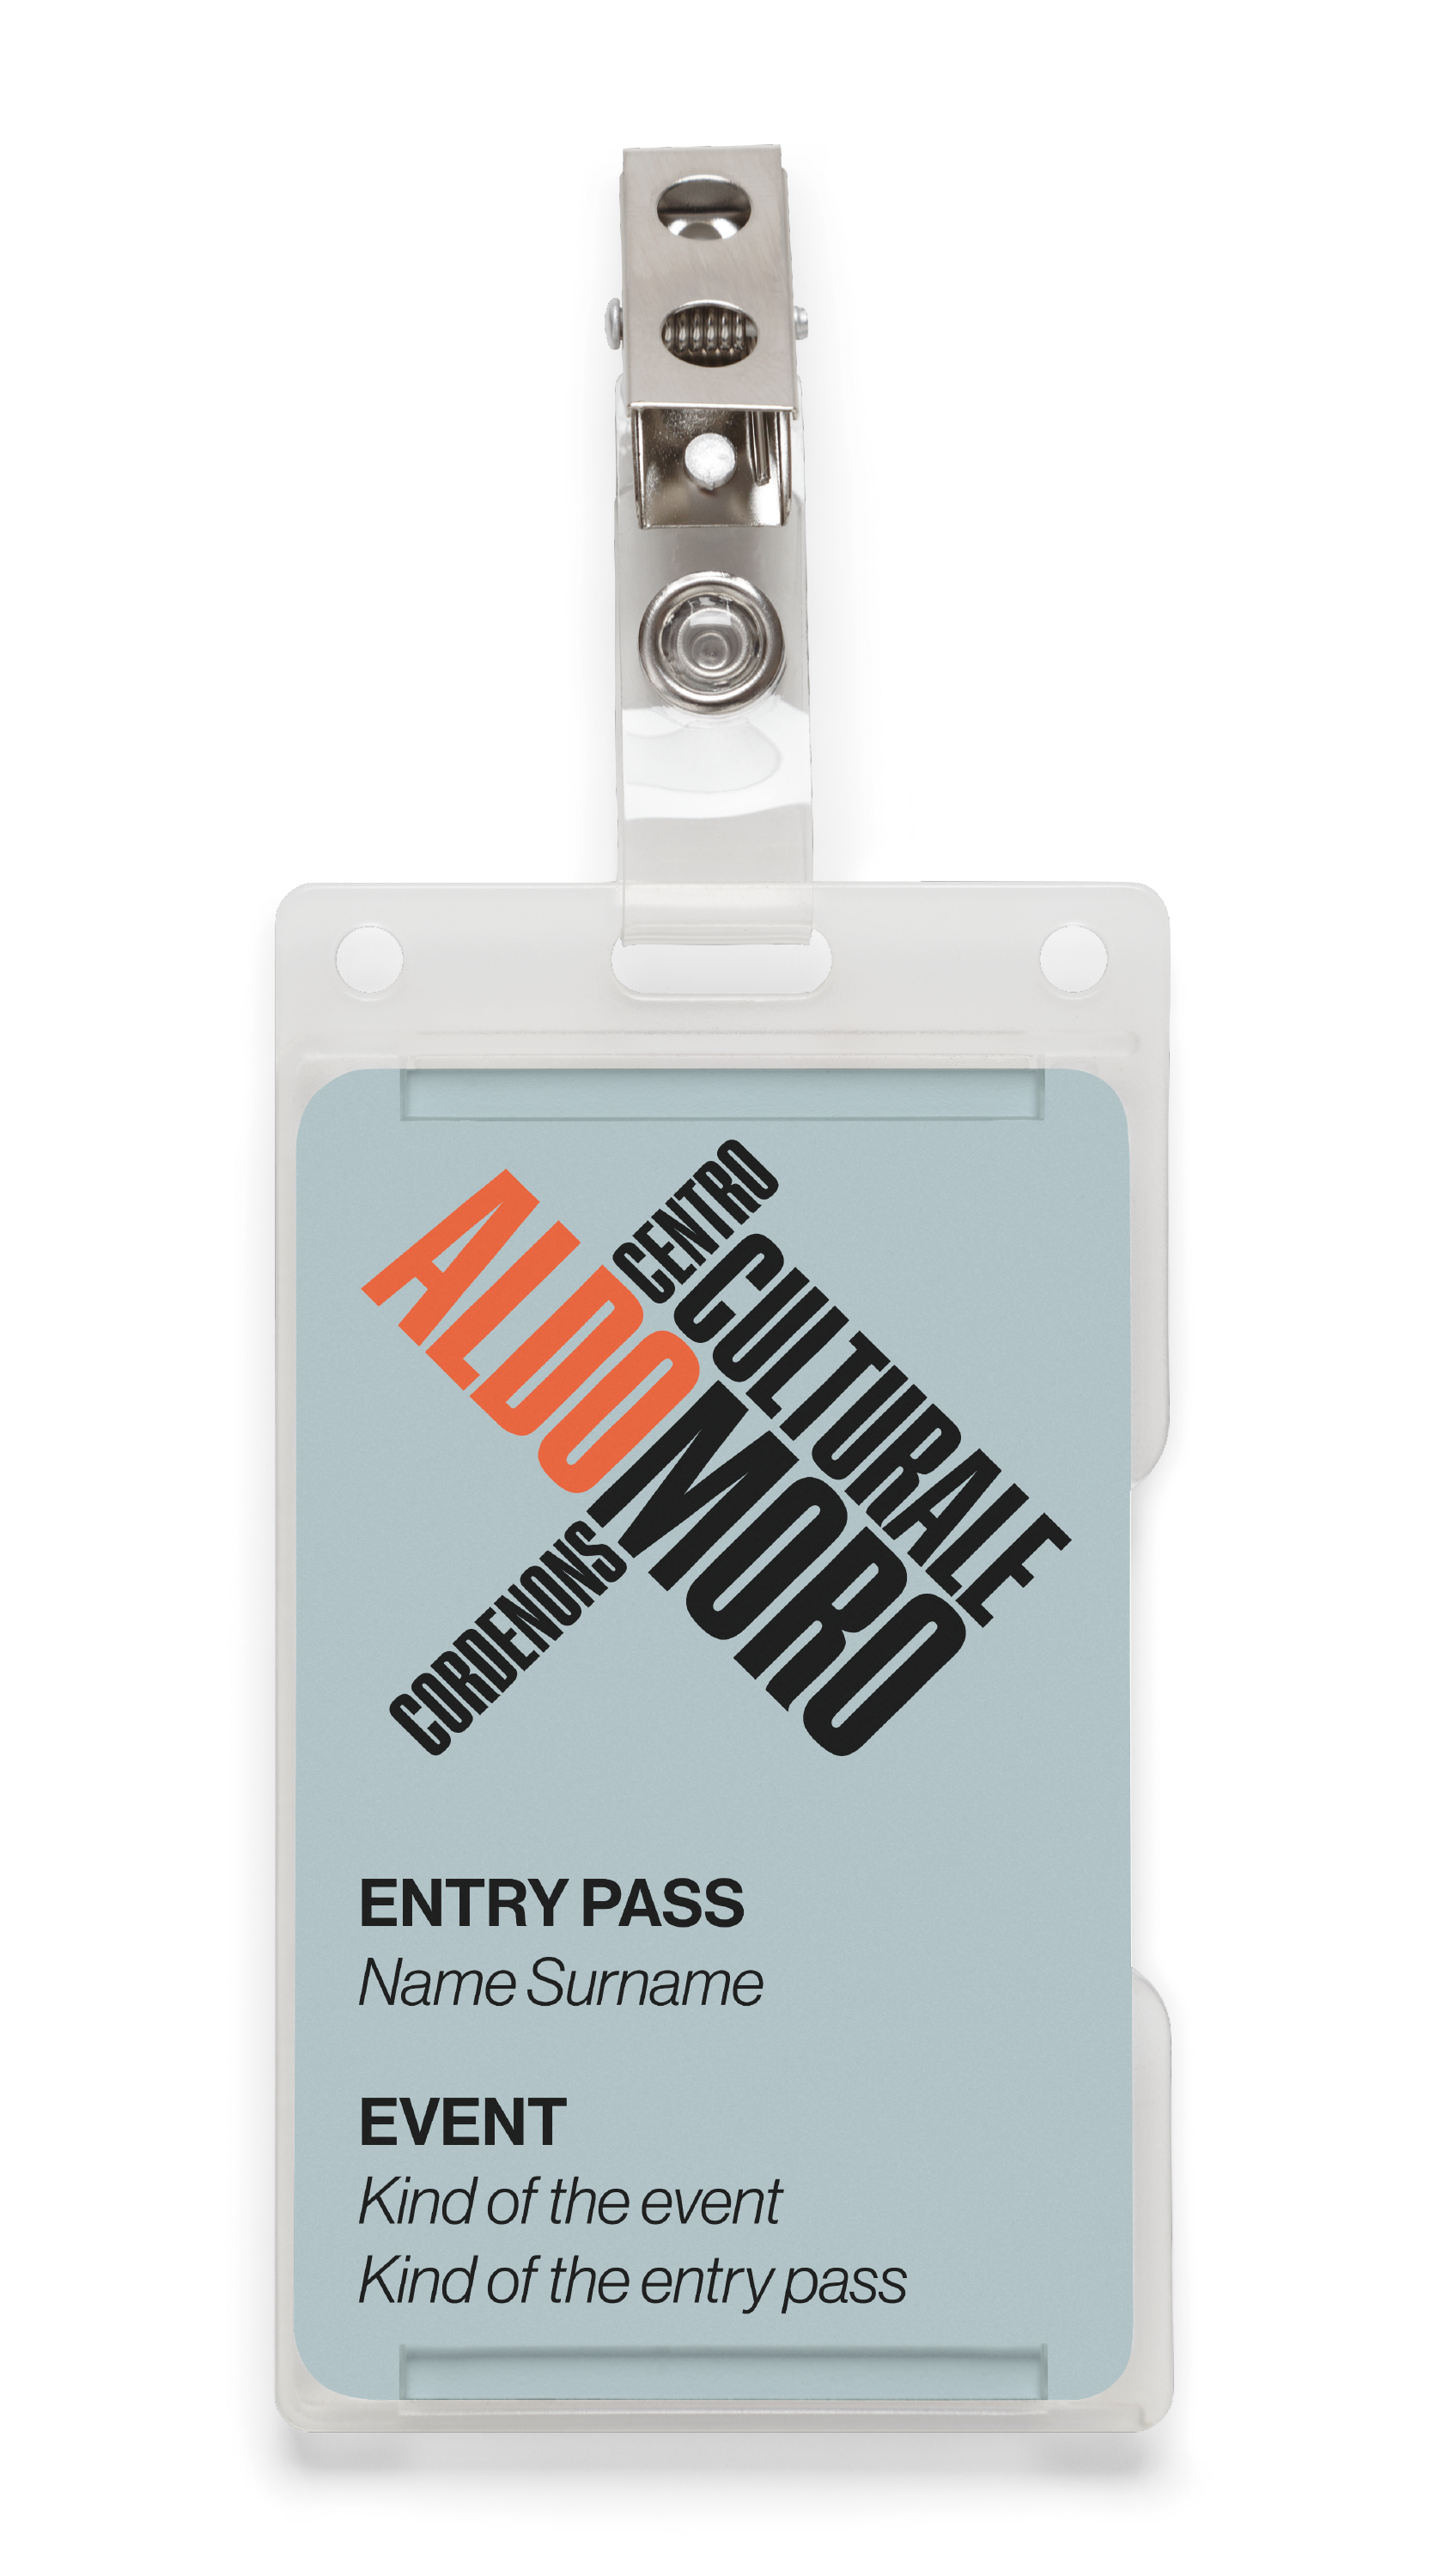 CENTRO
CULTURALE
ALDO
MORO
CORDENONS
ENTRY PASS
Name Surname
EVENT
Kind of the event
Kind of the entry pass